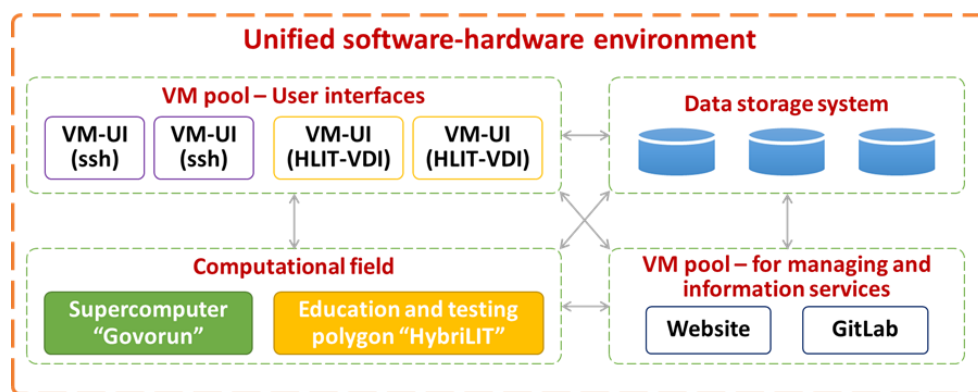 Unified software-hardware environment
VM pool – User interfaces
VM-UI
(ssh)
VM-UI
(ssh)
VM-UI
(HLIT-VDI)
VM-UI
(HLIT-VDI)
Data storage system
Computational field
Supercomputer
“Govorun”
Education and testing
polygon “HybriLIT”
VM pool – for managing and
information services
Website
GitLab